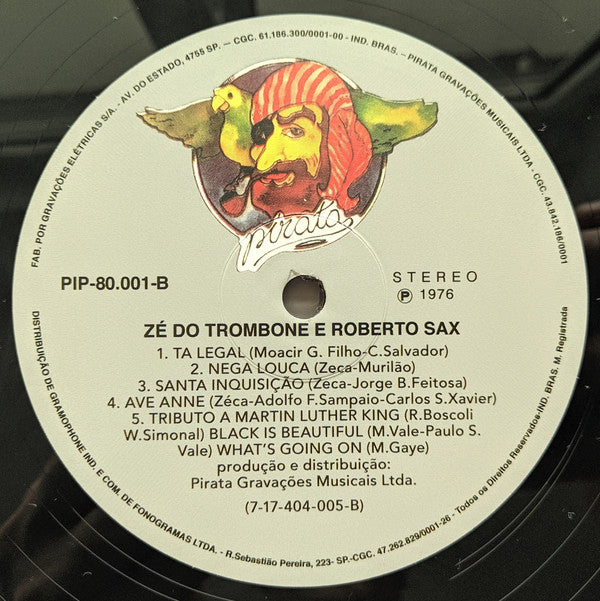 FAB. POR GRAVAÇÕES ELÉTRICAS S/A. - AV. DO ESTADO, 4755 SP. - CGC. 61.186.300/0001-00 - IND. BRAS. - PIRATA GRAVAÇÕES MUSICAIS LTDA - CGC. 43.842.186/0001
pirata
PIP-80.001-B
STEREO
Ⓟ 1976
ZÉ DO TROMBONE E ROBERTO SAX
1. TA LEGAL (Moacir G. Filho-C.Salvador)
2. NEGA LOUCA (Zeca-Murilão)
3. SANTA INQUISIÇÃO (Zeca-Jorge B.Feitosa)
4. AVE ANNE (Zéca-Adolfo F.Sampaio-Carlos S.Xavier)
5. TRIBUTO A MARTIN LUTHER KING (R.Boscoli
W.Simonal) BLACK IS BEAUTIFUL (M.Vale-Paulo S.
Vale) WHAT'S GOING ON (M.Gaye)
produção e distribuição:
Pirata Gravações Musicais Ltda.
(7-17-404-005-B)
DISTRIBUIÇÃO DE GRAMOPHONE IND. E COM. DE FONOGRAMAS LTDA. - R.Sebastião Pereira, 223- SP.-CGC. 47.262.829/0001-26 - Todos os Direitos Reservados-IND. BRAS. M. Registrada